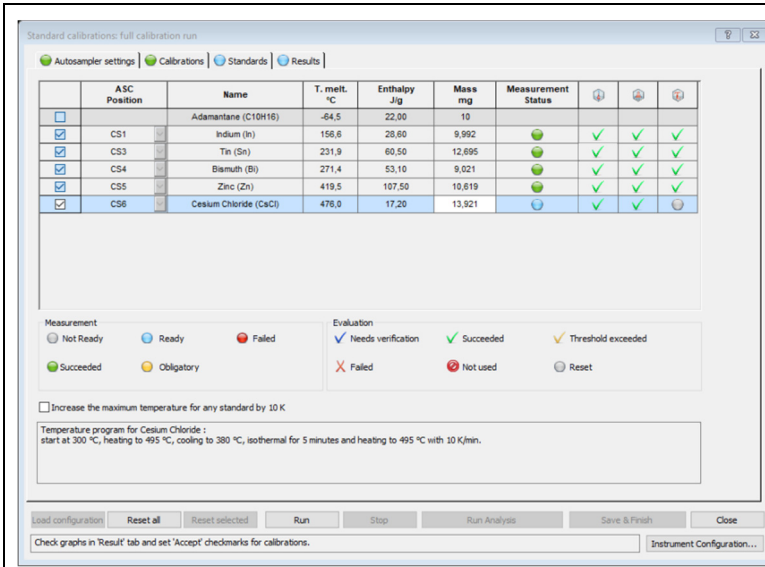 Standard calibrations: full calibration run
Autosampler settings Calibrations Standards Results
ASC Position Name T. melt. °C Enthalpy J/g Mass mg Measurement Status
Adamantane (C10H16) -64,5 22,00 10
CS1 Indium (In) 156,6 28,60 9,992
CS3 Tin (Sn) 231,9 60,50 12,695
CS4 Bismuth (Bi) 271,4 53,10 9,021
CS5 Zinc (Zn) 419,5 107,50 10,619
CS6 Cesium Chloride (CsCl) 476,0 17,20 13,921
Measurement Evaluation
Not Ready Ready Failed Needs verification Succeeded Threshold exceeded
Succeeded Obligatory Failed Not used Reset
Increase the maximum temperature for any standard by 10 K
Temperature program for Cesium Chloride :
start at 300 °C, heating to 495 °C, cooling to 380 °C, isothermal for 5 minutes and heating to 495 °C with 10 K/min.
Load configuration Reset all Reset selected Run Stop Run Analysis Save & Finish Close
Check graphs in 'Result' tab and set 'Accept' checkmarks for calibrations. Instrument Configuration...